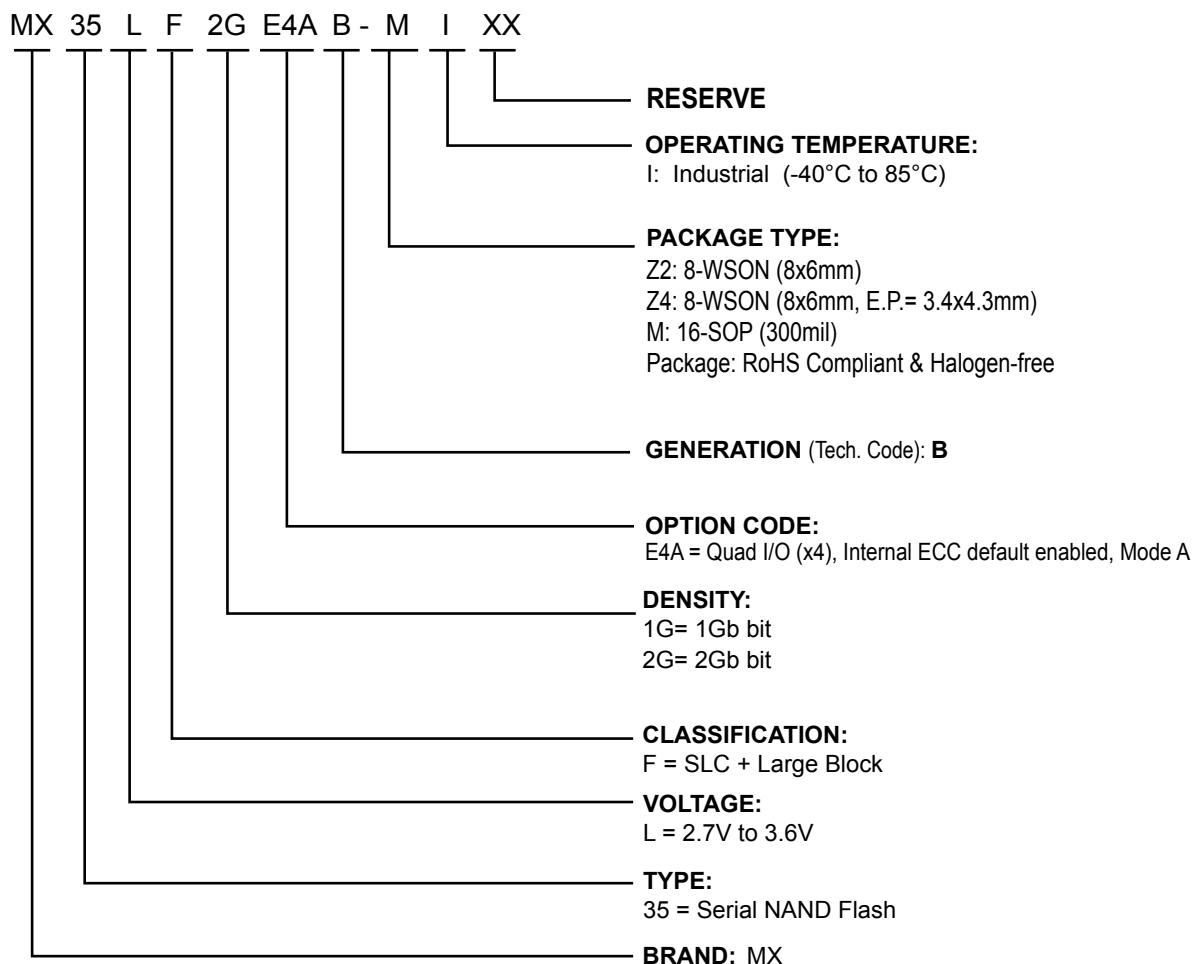 MX 35 L F 2G E4A B - M I XX
RESERVE
OPERATING TEMPERATURE:
I: Industrial (-40°C to 85°C)
PACKAGE TYPE:
Z2: 8-WSON (8x6mm)
Z4: 8-WSON (8x6mm, E.P.= 3.4x4.3mm)
M: 16-SOP (300mil)
Package: RoHS Compliant & Halogen-free
GENERATION (Tech. Code): B
OPTION CODE:
E4A = Quad I/O (x4), Internal ECC default enabled, Mode A
DENSITY:
1G= 1Gb bit
2G= 2Gb bit
CLASSIFICATION:
F = SLC + Large Block
VOLTAGE:
L = 2.7V to 3.6V
TYPE:
35 = Serial NAND Flash
BRAND: MX